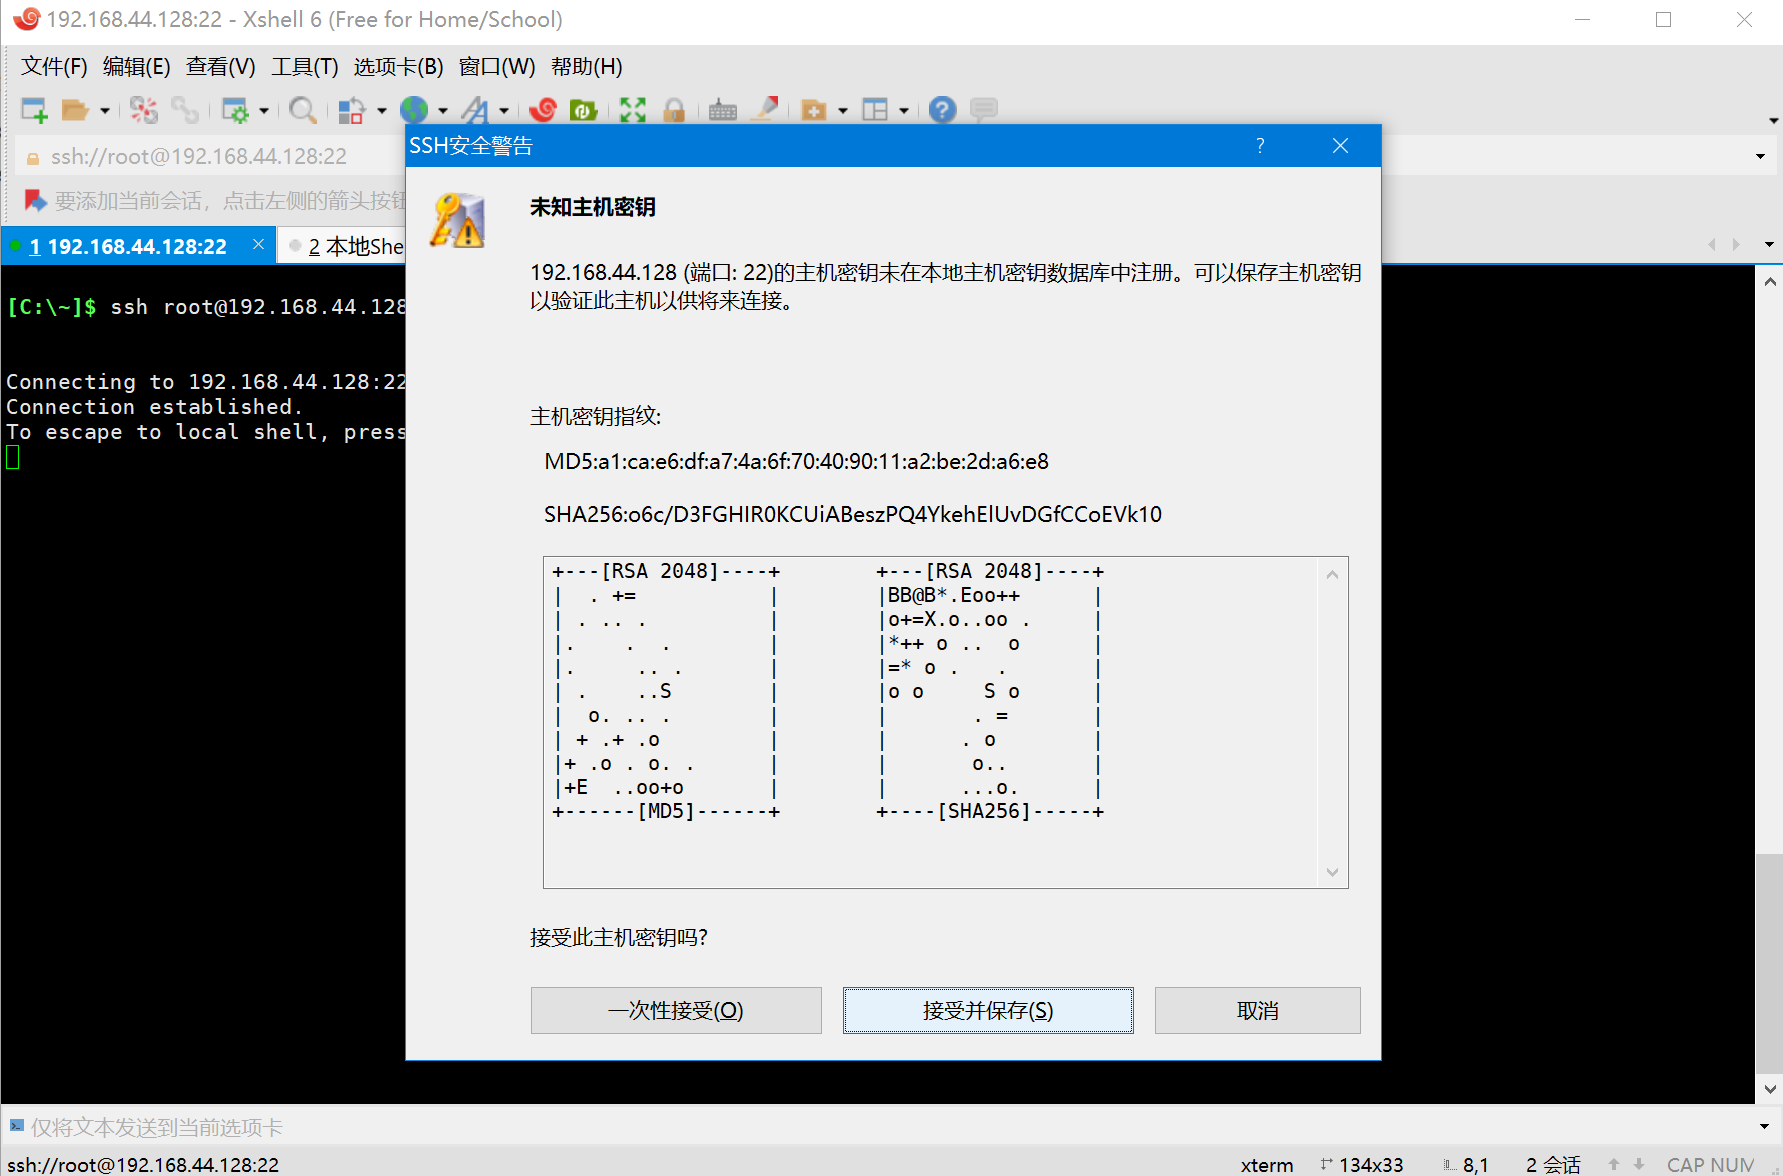 192.168.44.128:22 - Xshell 6 (Free for Home/School)
文件(F) 编辑(E) 查看(V) 工具(T) 选项卡(B) 窗口(W) 帮助(H)
ssh://root@192.168.44.128:22
要添加当前会话，点击左侧的箭头按钮
1 192.168.44.128:22 2 本地She
[C:\~]$ ssh root@192.168.44.128
Connecting to 192.168.44.128:22
Connection established.
To escape to local shell, press
SSH安全警告
未知主机密钥
192.168.44.128 (端口: 22)的主机密钥未在本地主机密钥数据库中注册。可以保存主机密钥
以验证此主机以供将来连接。
主机密钥指纹:
MD5:a1:ca:e6:df:a7:4a:6f:70:40:90:11:a2:be:2d:a6:e8
SHA256:o6c/D3FGHIR0KCUiABeszPQ4YkehElUvDGfCCoEVk10
+---[RSA 2048]----+        +---[RSA 2048]----+
|  . +=           |        |BB@B*.Eoo++      |
| . .. .          |        |o+=X.o..oo .     |
|.    .  .        |        |*++ o ..  o      |
|.     .. .       |        |=* o .   .       |
| .    ..S        |        |o o     S o      |
|  o. .. .        |        |       . =       |
| + .+ .o         |        |      . o        |
|+ .o . o. .      |        |       o..       |
|+E  ..oo+o       |        |      ...o.      |
+------[MD5]------+        +----[SHA256]-----+
接受此主机密钥吗?
一次性接受(O) 接受并保存(S) 取消
仅将文本发送到当前选项卡
ssh://root@192.168.44.128:22 xterm 134x33 8,1 2 会话 CAP NUM